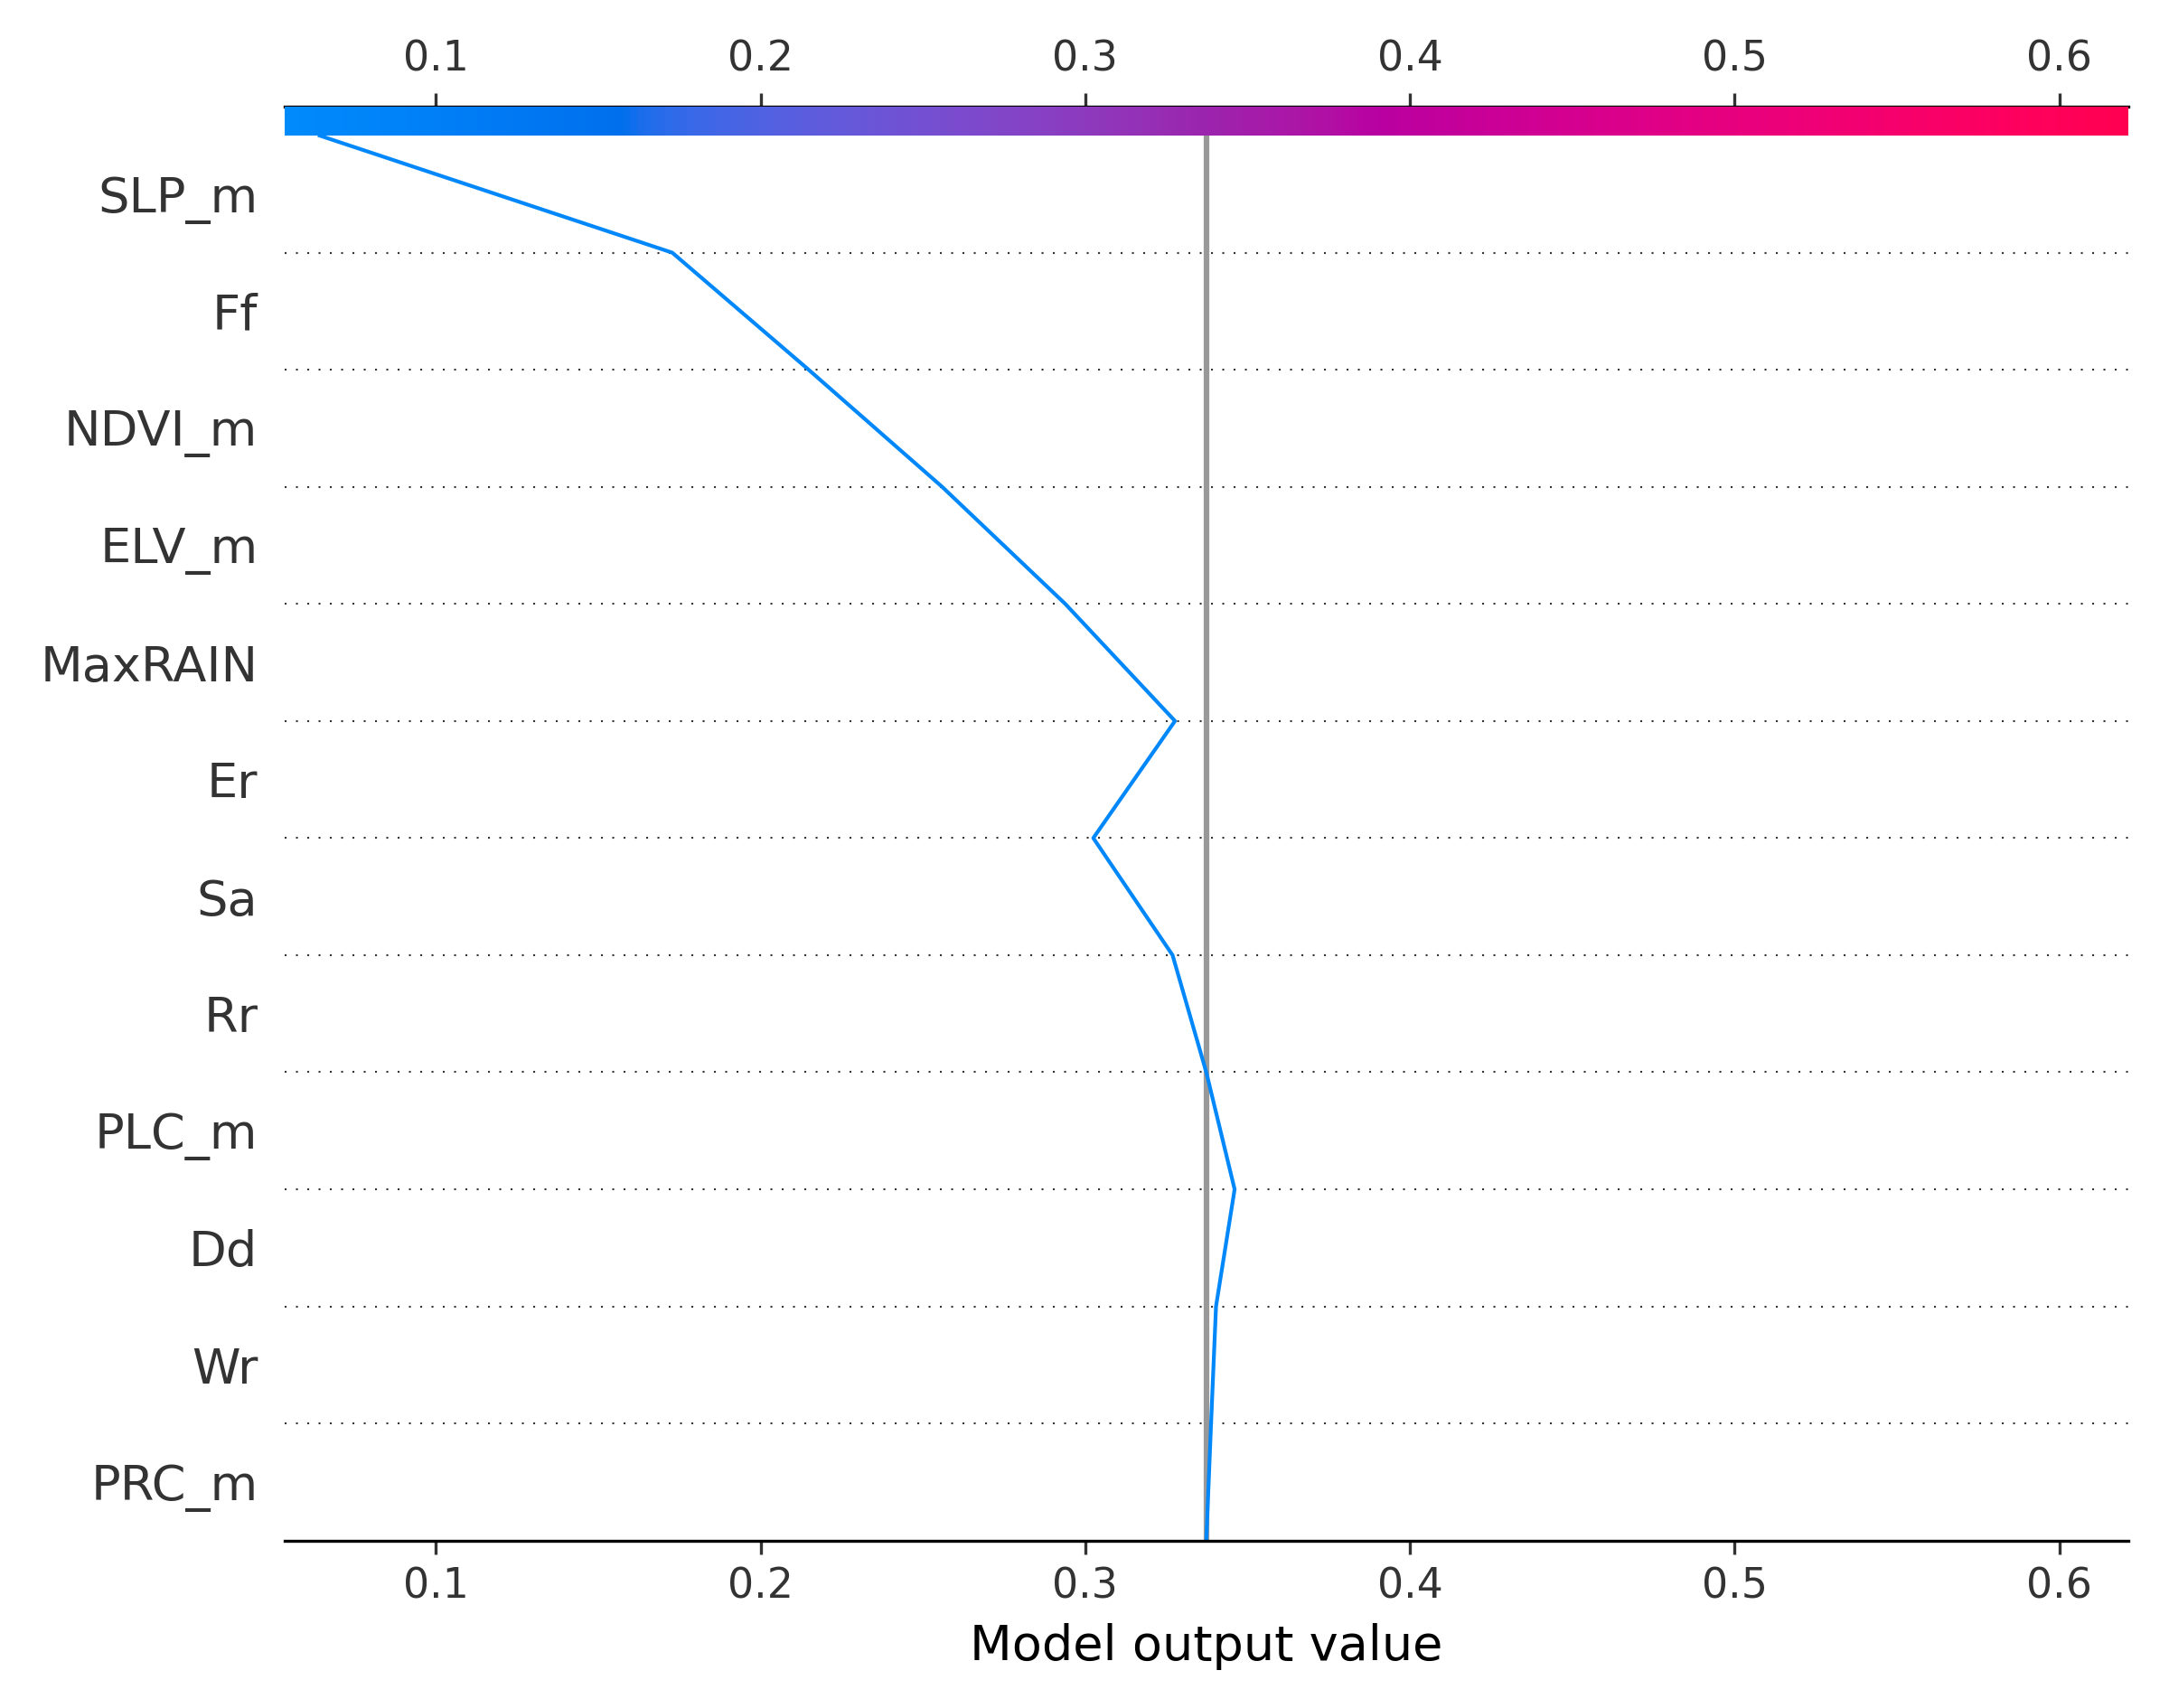 0.1 0.2 0.3 0.4 0.5 0.6
SLP_m
Ff
NDVI_m
ELV_m
MaxRAIN
Er
Sa
Rr
PLC_m
Dd
Wr
PRC_m
0.1 0.2 0.3 0.4 0.5 0.6
Model output value